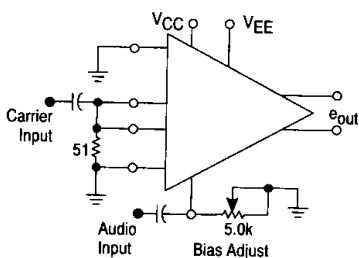 VCC
VEE
Carrier
Input
eout
51
Audio
Input
5.0k
Bias Adjust